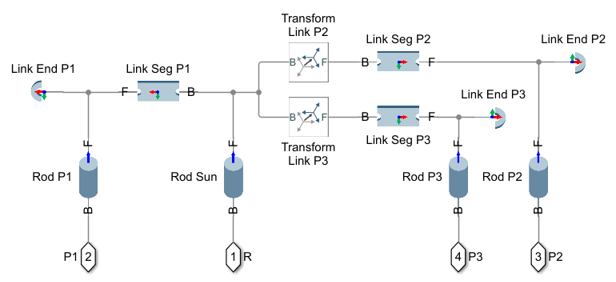 Transform
Link P2
Link End P1
Link Seg P1
Link Seg P2
Link End P2
B F
B F
F B
Link End P3
B F
B F
Transform
Link P3
Link Seg P3
F
F
F
F
Rod P1
Rod Sun
Rod P3
Rod P2
B
B
B
B
P1 2
1 R
4 P3
3 P2